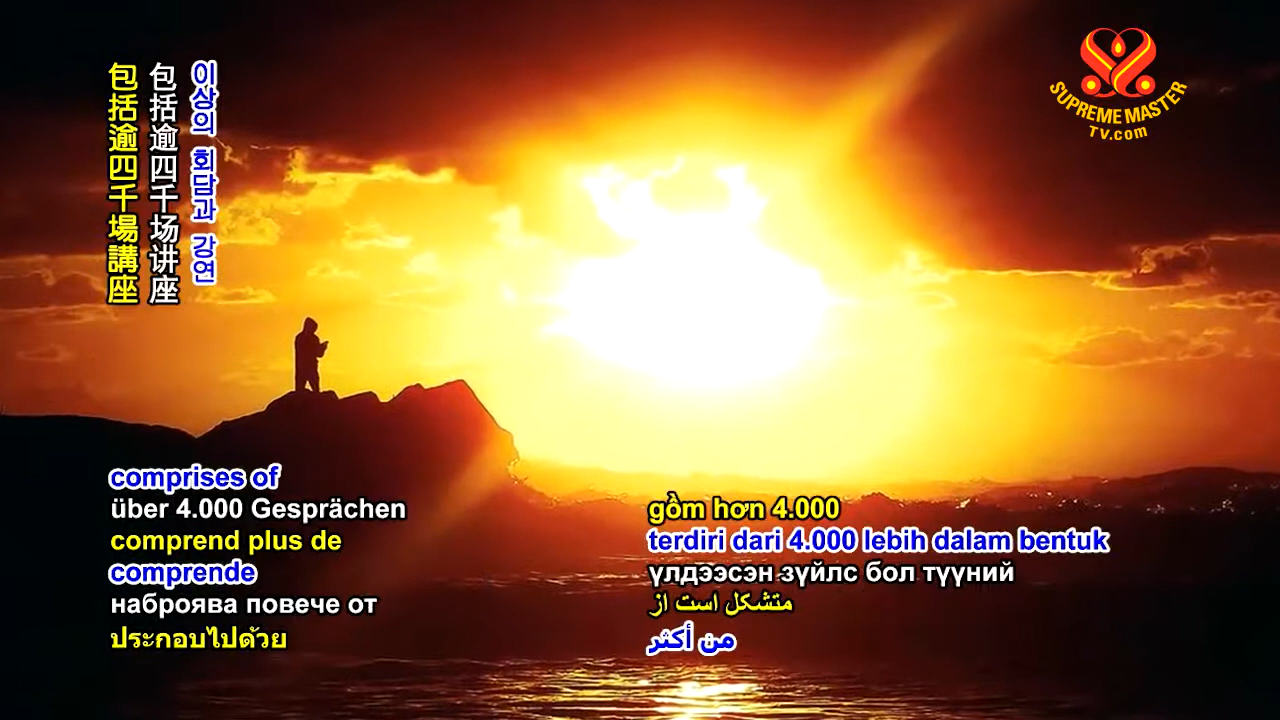 包括逾四千場講座
包括逾四千场讲座
이상의 회담과 강연
SUPREME MASTER
TV.com
comprises of
über 4.000 Gesprächen
comprend plus de
comprende
наброява повече от
ประกอบไปด้วย
gồm hơn 4.000
terdiri dari 4.000 lebih dalam bentuk
үлдээсэн зүйлс бол түүний
متشکل است از
من أكثر